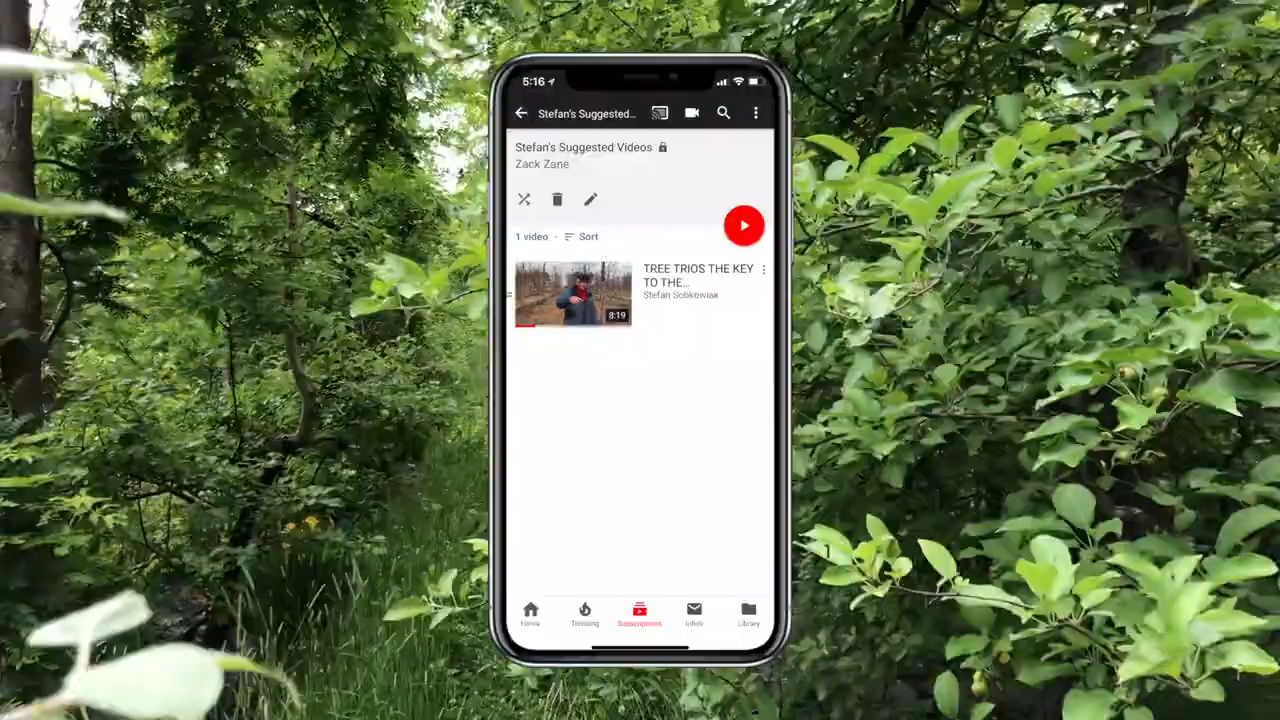 5:16
Stefan's Suggested...
Stefan's Suggested Videos
Zack Zane
1 video · Sort
8:19
TREE TRIOS THE KEY
TO THE...
Stefan Sobkowiak
Home
Trending
Subscriptions
Inbox
Library